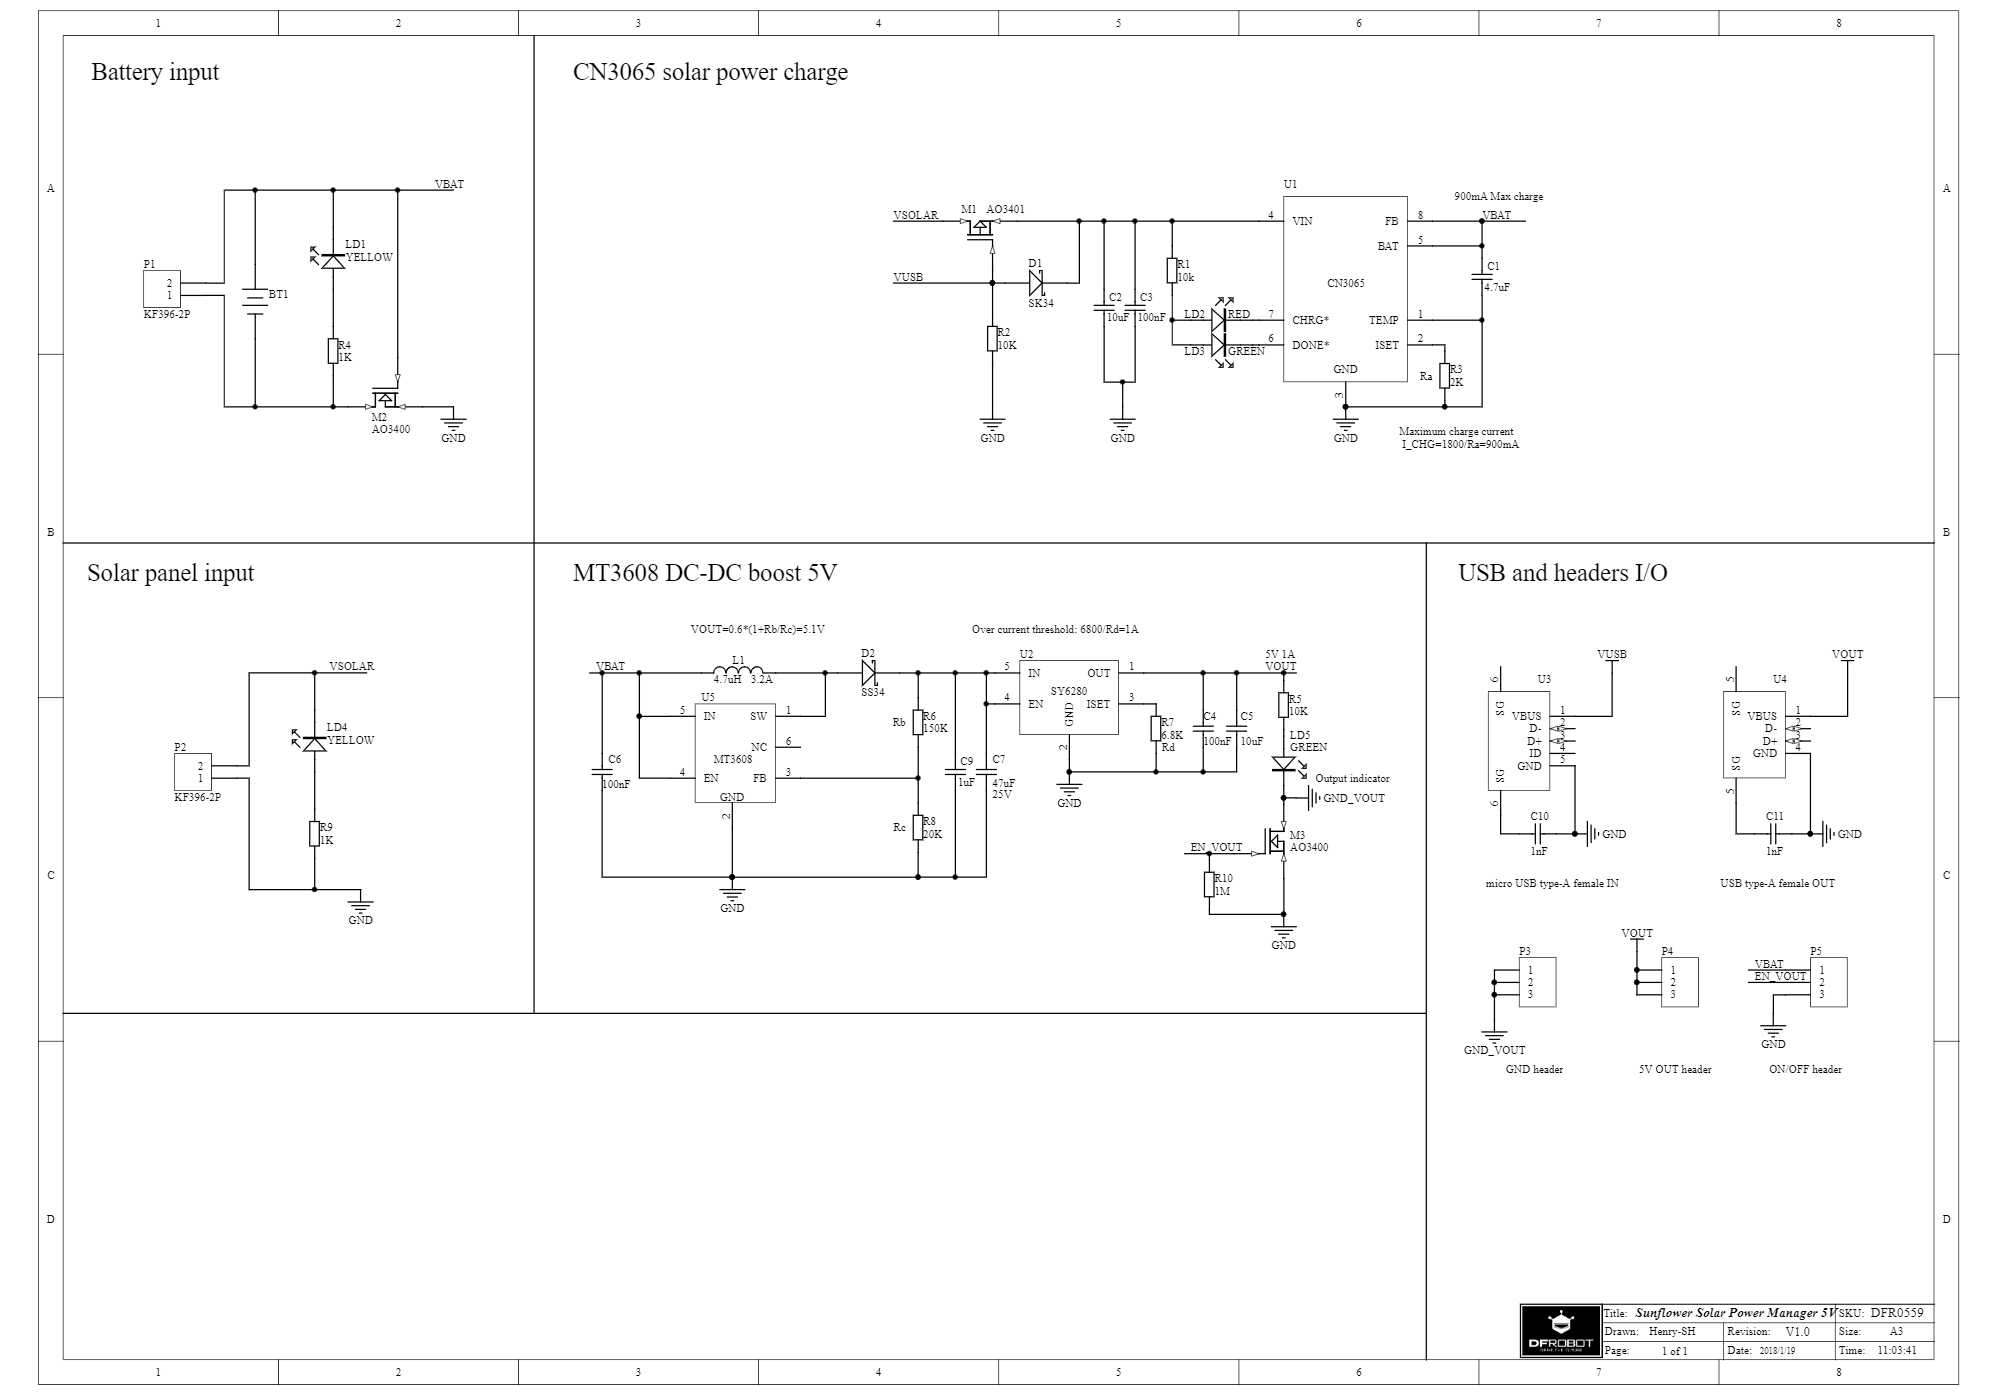 1 2 3 4 5 6 7 8
Battery input
CN3065 solar power charge
A
A
VBAT
LD1
YELLOW
P1
2
1
KF396-2P
BT1
R4
1K
M2
AO3400
GND
U1
900mA Max charge
VSOLAR
M1 AO3401
4 VIN
FB 8
VBAT
BAT 5
VUSB
D1
SK34
R1
10k
CN3065
C1
4.7uF
C2
10uF
C3
100nF
LD2 RED 7 CHRG*
TEMP 1
R2
10K
LD3 GREEN 6 DONE*
ISET 2
GND
3
Ra
R3
2K
GND
GND
GND
Maximum charge current
I_CHG=1800/Ra=900mA
B
B
Solar panel input
MT3608 DC-DC boost 5V
USB and headers I/O
VSOLAR
LD4
YELLOW
P2
2
1
KF396-2P
R9
1K
GND
VOUT=0.6*(1+Rb/Rc)=5.1V
Over current threshold: 6800/Rd=1A
VBAT
L1
4.7uH 3.2A
D2
SS34
U5
5 IN
SW 1
NC 6
MT3608
4 EN
FB 3
GND
2
C6
100nF
Rb
R6
150K
Rc
R8
20K
C9
1uF
C7
47uF
25V
GND
U2
5 IN
OUT 1
SY6280
4 EN
GND
ISET 3
2
R7
6.8K
Rd
C4
100nF
C5
10uF
GND
5V 1A
VOUT
R5
10K
LD5
GREEN
Output indicator
GND_VOUT
M3
AO3400
EN_VOUT
R10
1M
GND
VUSB
6
SG
U3
VBUS 1
D- 2
D+ 3
ID 4
GND 5
SG
6
C10
1nF
GND
micro USB type-A female IN
VOUT
5
SG
U4
VBUS 1
D- 2
D+ 3
GND 4
SG
5
C11
1nF
GND
USB type-A female OUT
C
C
P3
1
2
3
GND_VOUT
GND header
VOUT
P4
1
2
3
5V OUT header
P5
VBAT 1
EN_VOUT 2
3
GND
ON/OFF header
D
D
DFROBOT
DRIVE THE FUTURE
Title: Sunflower Solar Power Manager 5V SKU: DFR0559
Drawn: Henry-SH Revision: V1.0 Size: A3
Page: 1 of 1 Date: 2018/1/19 Time: 11:03:41
1 2 3 4 5 6 7 8